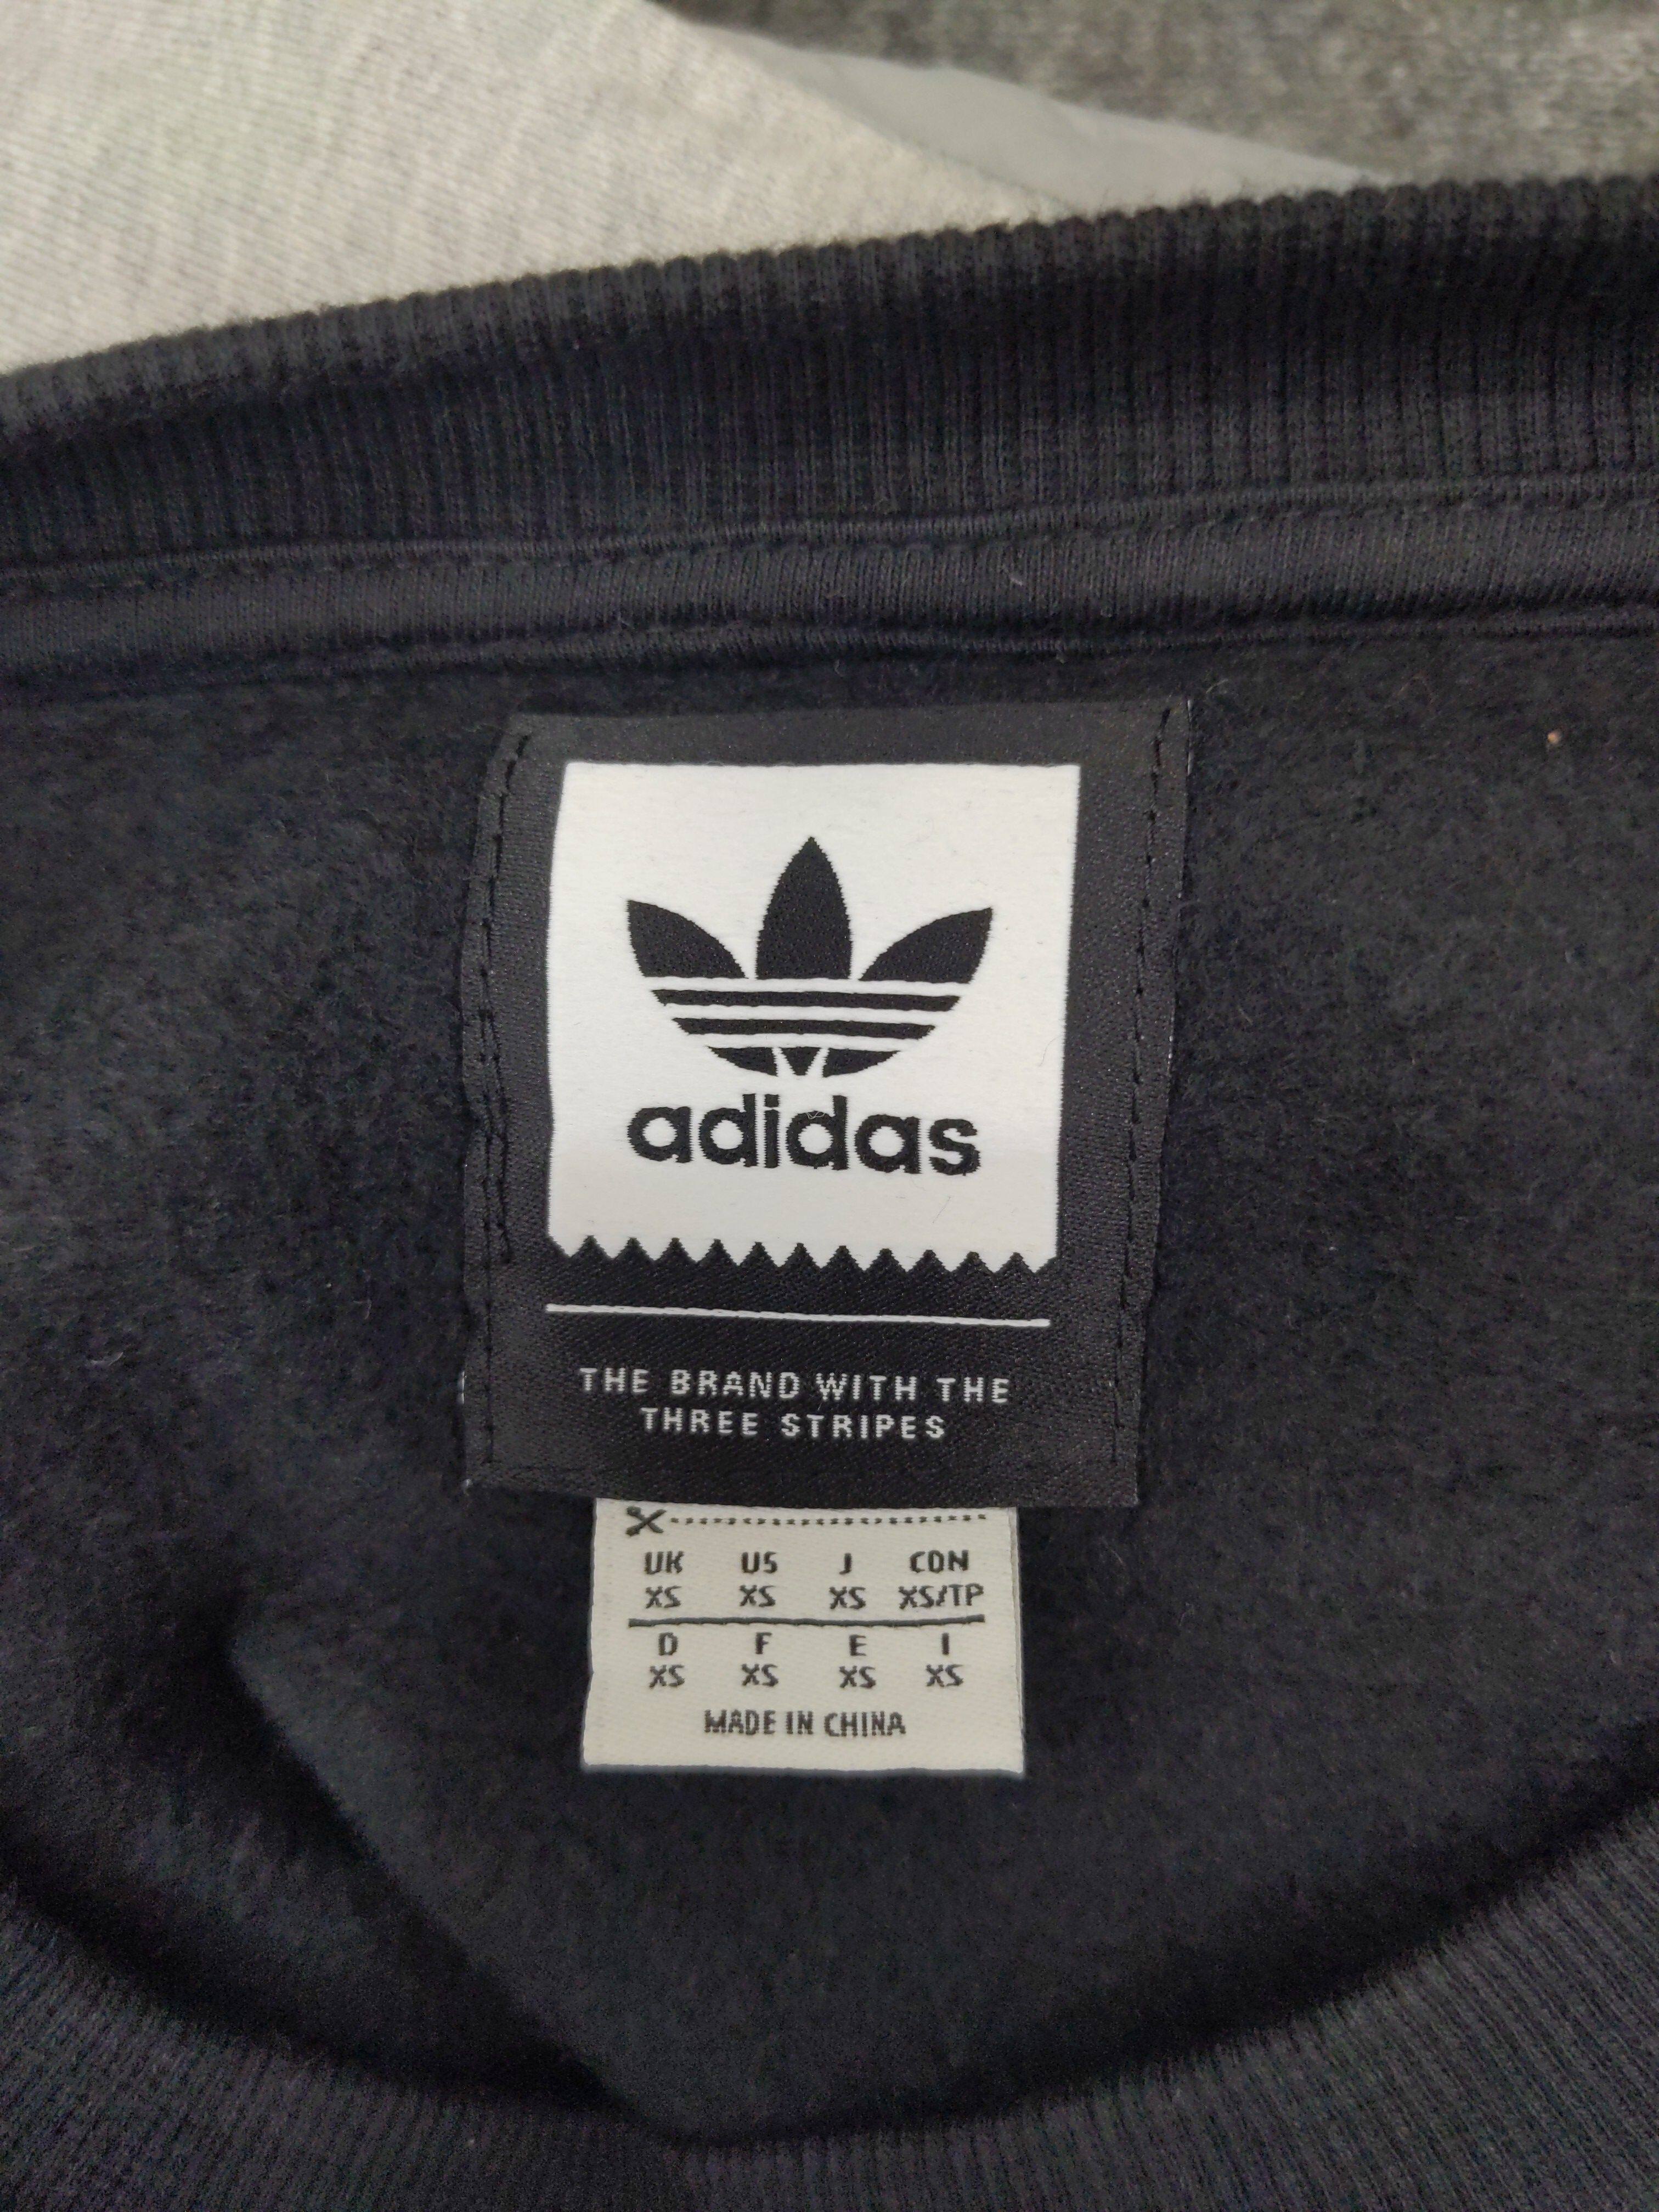 adidas
THE BRAND WITH THE
THREE STRIPES
UK US J CDN
XS XS XS XS/TP
D F E I
XS XS XS XS
MADE IN CHINA